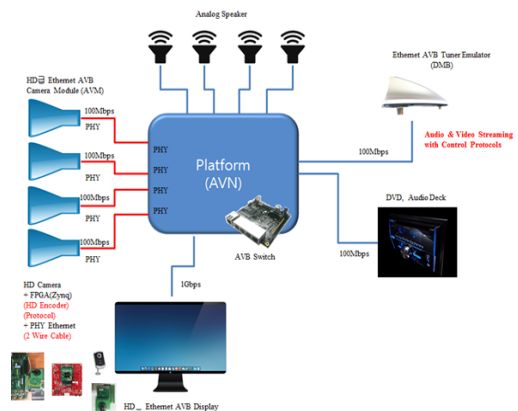 Analog Speaker
HD급 Ethernet AVB
Camera Module (AVM)
Ethernet AVB Tuner Emulator
(DMB)
100Mbps
PHY
100Mbps
PHY
100Mbps
PHY
100Mbps
PHY
PHY
PHY
PHY
PHY
Platform
(AVN)
AVB Switch
100Mbps
Audio & Video Streaming
with Control Protocols
DVD, Audio Deck
100Mbps
1Gbps
HD Camera
+ FPGA(Zynq)
(HD Encoder)
(Protocol)
+ PHY Ethernet
(2 Wire Cable)
Ethernet AVB Display